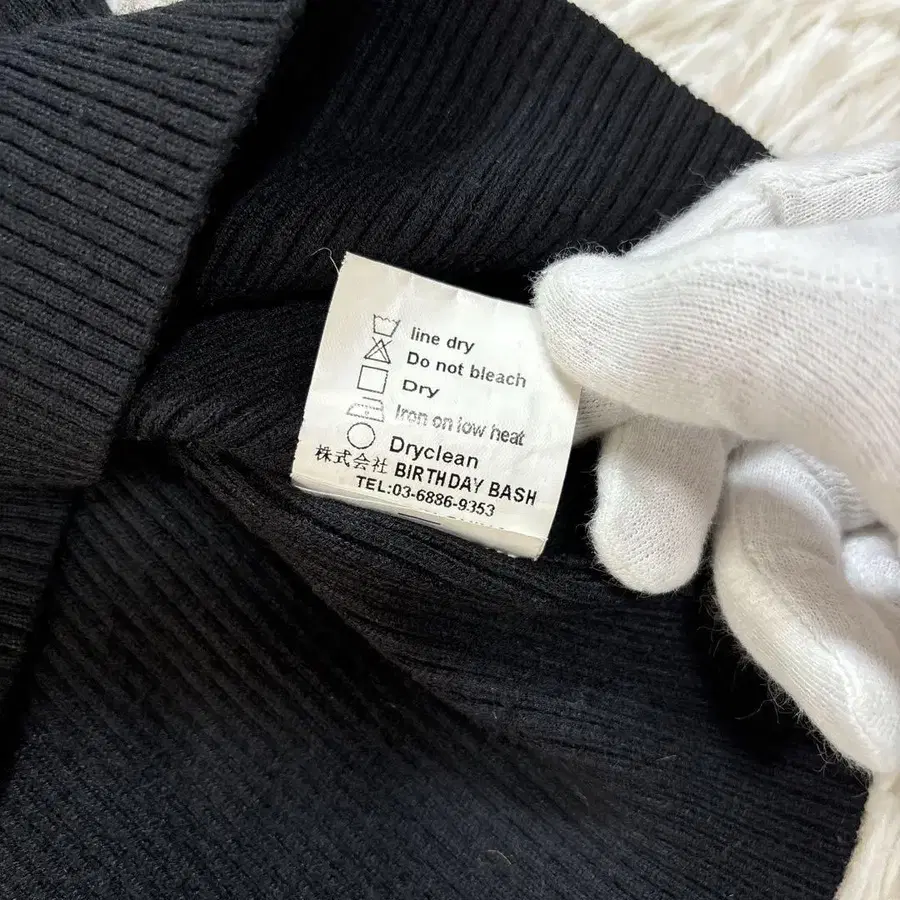 line dry
Do not bleach
Dry
Iron on low heat
Dryclean
株式会社 BIRTHDAY BASH
TEL:03-6886-9353